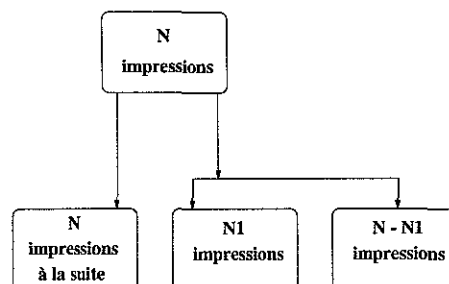 N
impressions
N
impressions
à la suite
N1
impressions
N - N1
impressions